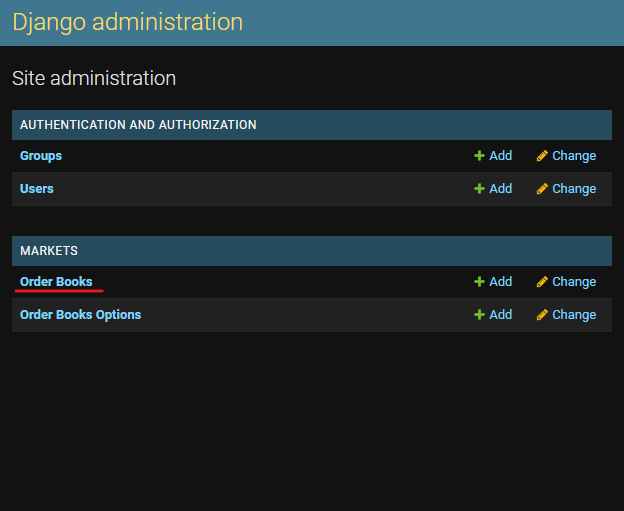 Django administration
Site administration
AUTHENTICATION AND AUTHORIZATION
Groups Add Change
Users Add Change
MARKETS
Order Books Add Change
Order Books Options Add Change